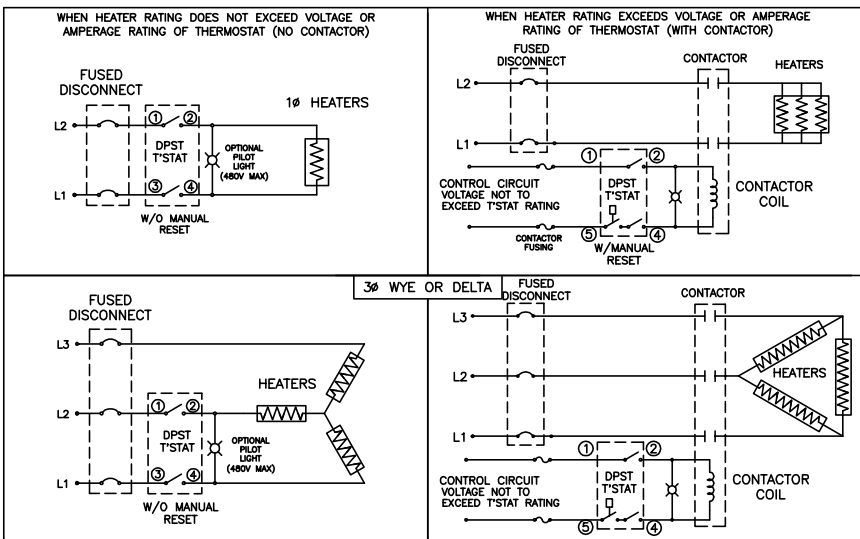 WHEN HEATER RATING DOES NOT EXCEED VOLTAGE OR
AMPERAGE RATING OF THERMOSTAT (NO CONTACTOR)
FUSED
DISCONNECT
1ø HEATERS
L2
① ②
DPST
T'STAT
OPTIONAL
PILOT
LIGHT
(480V MAX)
L1
③ ④
W/O MANUAL
RESET
WHEN HEATER RATING EXCEEDS VOLTAGE OR AMPERAGE
RATING OF THERMOSTAT (WITH CONTACTOR)
FUSED
DISCONNECT
CONTACTOR
HEATERS
L2
L1
① ②
CONTROL CIRCUIT
VOLTAGE NOT TO
EXCEED T'STAT RATING
DPST
T'STAT
CONTACTOR
COIL
⑤ ④
CONTACTOR
FUSING
W/MANUAL
RESET
3ø WYE OR DELTA
FUSED
DISCONNECT
L3
HEATERS
L2
① ②
DPST
T'STAT
OPTIONAL
PILOT
LIGHT
(480V MAX)
L1
③ ④
W/O MANUAL
RESET
FUSED
DISCONNECT
CONTACTOR
L3
L2
HEATERS
L1
① ②
CONTROL CIRCUIT
VOLTAGE NOT TO
EXCEED T'STAT RATING
DPST
T'STAT
CONTACTOR
COIL
⑤ ④